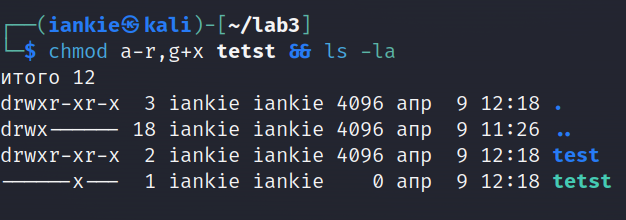 ┌──(iankie㉿kali)-[~/lab3]
└─$ chmod a-r,g+x tetst && ls -la
итого 12
drwxr-xr-x  3 iankie iankie 4096 апр  9 12:18 .
drwx------ 18 iankie iankie 4096 апр  9 11:26 ..
drwxr-xr-x  2 iankie iankie 4096 апр  9 12:18 test
------x---  1 iankie iankie    0 апр  9 12:18 tetst